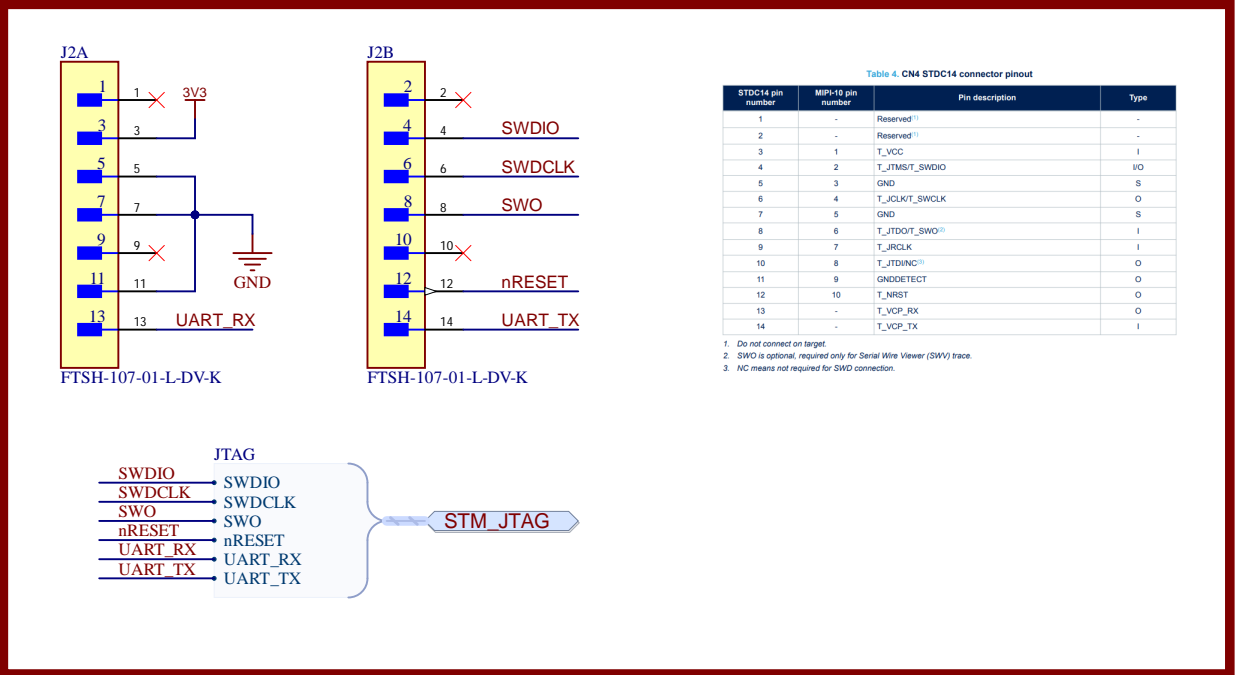 J2A
1 1
3V3
3 3
5 5
7 7
9 9
GND
11 11
13 13 UART_RX
FTSH-107-01-L-DV-K
J2B
2 2
4 4 SWDIO
6 6 SWDCLK
8 8 SWO
10 10
12 12 nRESET
14 14 UART_TX
FTSH-107-01-L-DV-K
Table 4. CN4 STDC14 connector pinout
STDC14 pin number MIPI-10 pin number Pin description Type
1 - Reserved(1) -
2 - Reserved(1) -
3 1 T_VCC I
4 2 T_JTMS/T_SWDIO I/O
5 3 GND S
6 4 T_JCLK/T_SWCLK O
7 5 GND S
8 6 T_JTDO/T_SWO(2) I
9 7 T_JRCLK I
10 8 T_JTDI/NC(3) O
11 9 GNDDETECT O
12 10 T_NRST O
13 - T_VCP_RX O
14 - T_VCP_TX I
1. Do not connect on target.
2. SWO is optional, required only for Serial Wire Viewer (SWV) trace.
3. NC means not required for SWD connection.
JTAG
SWDIO SWDIO
SWDCLK SWDCLK
SWO SWO
nRESET nRESET
UART_RX UART_RX
UART_TX UART_TX
STM_JTAG